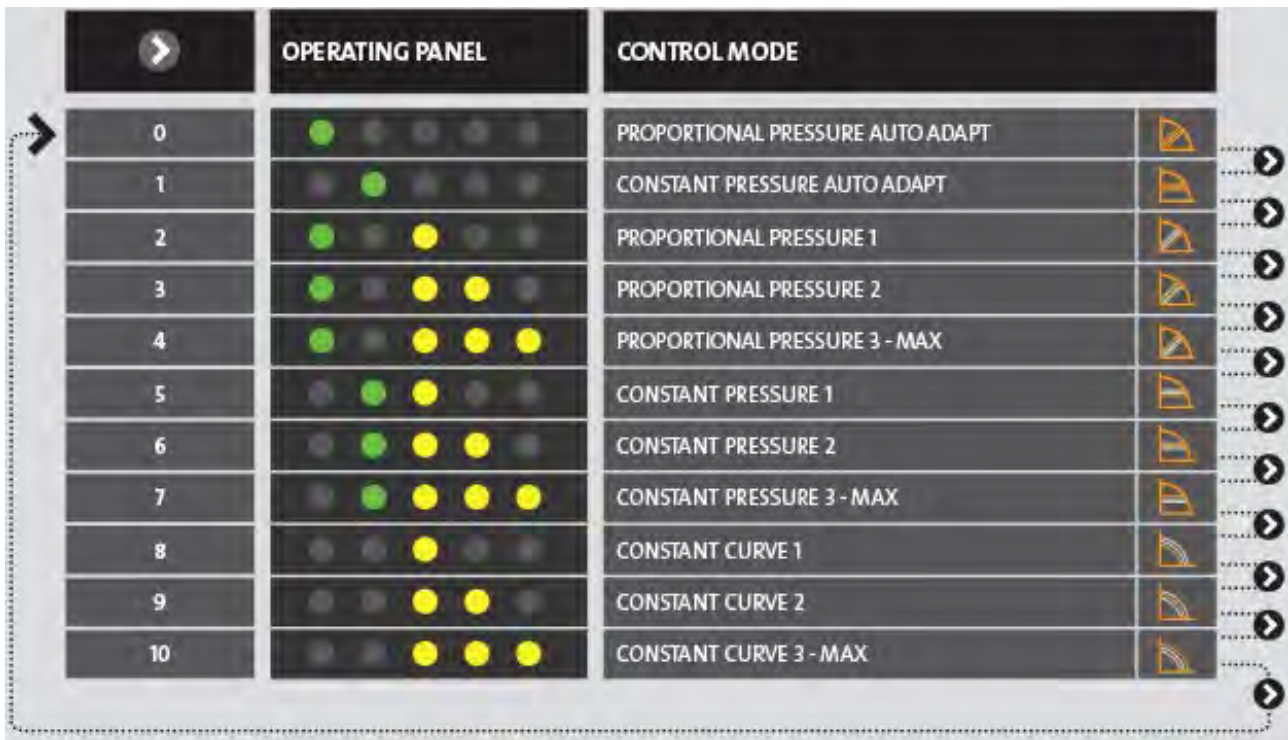 OPERATING PANEL CONTROL MODE
0 PROPORTIONAL PRESSURE AUTO ADAPT
1 CONSTANT PRESSURE AUTO ADAPT
2 PROPORTIONAL PRESSURE 1
3 PROPORTIONAL PRESSURE 2
4 PROPORTIONAL PRESSURE 3 - MAX
5 CONSTANT PRESSURE 1
6 CONSTANT PRESSURE 2
7 CONSTANT PRESSURE 3 - MAX
8 CONSTANT CURVE 1
9 CONSTANT CURVE 2
10 CONSTANT CURVE 3 - MAX